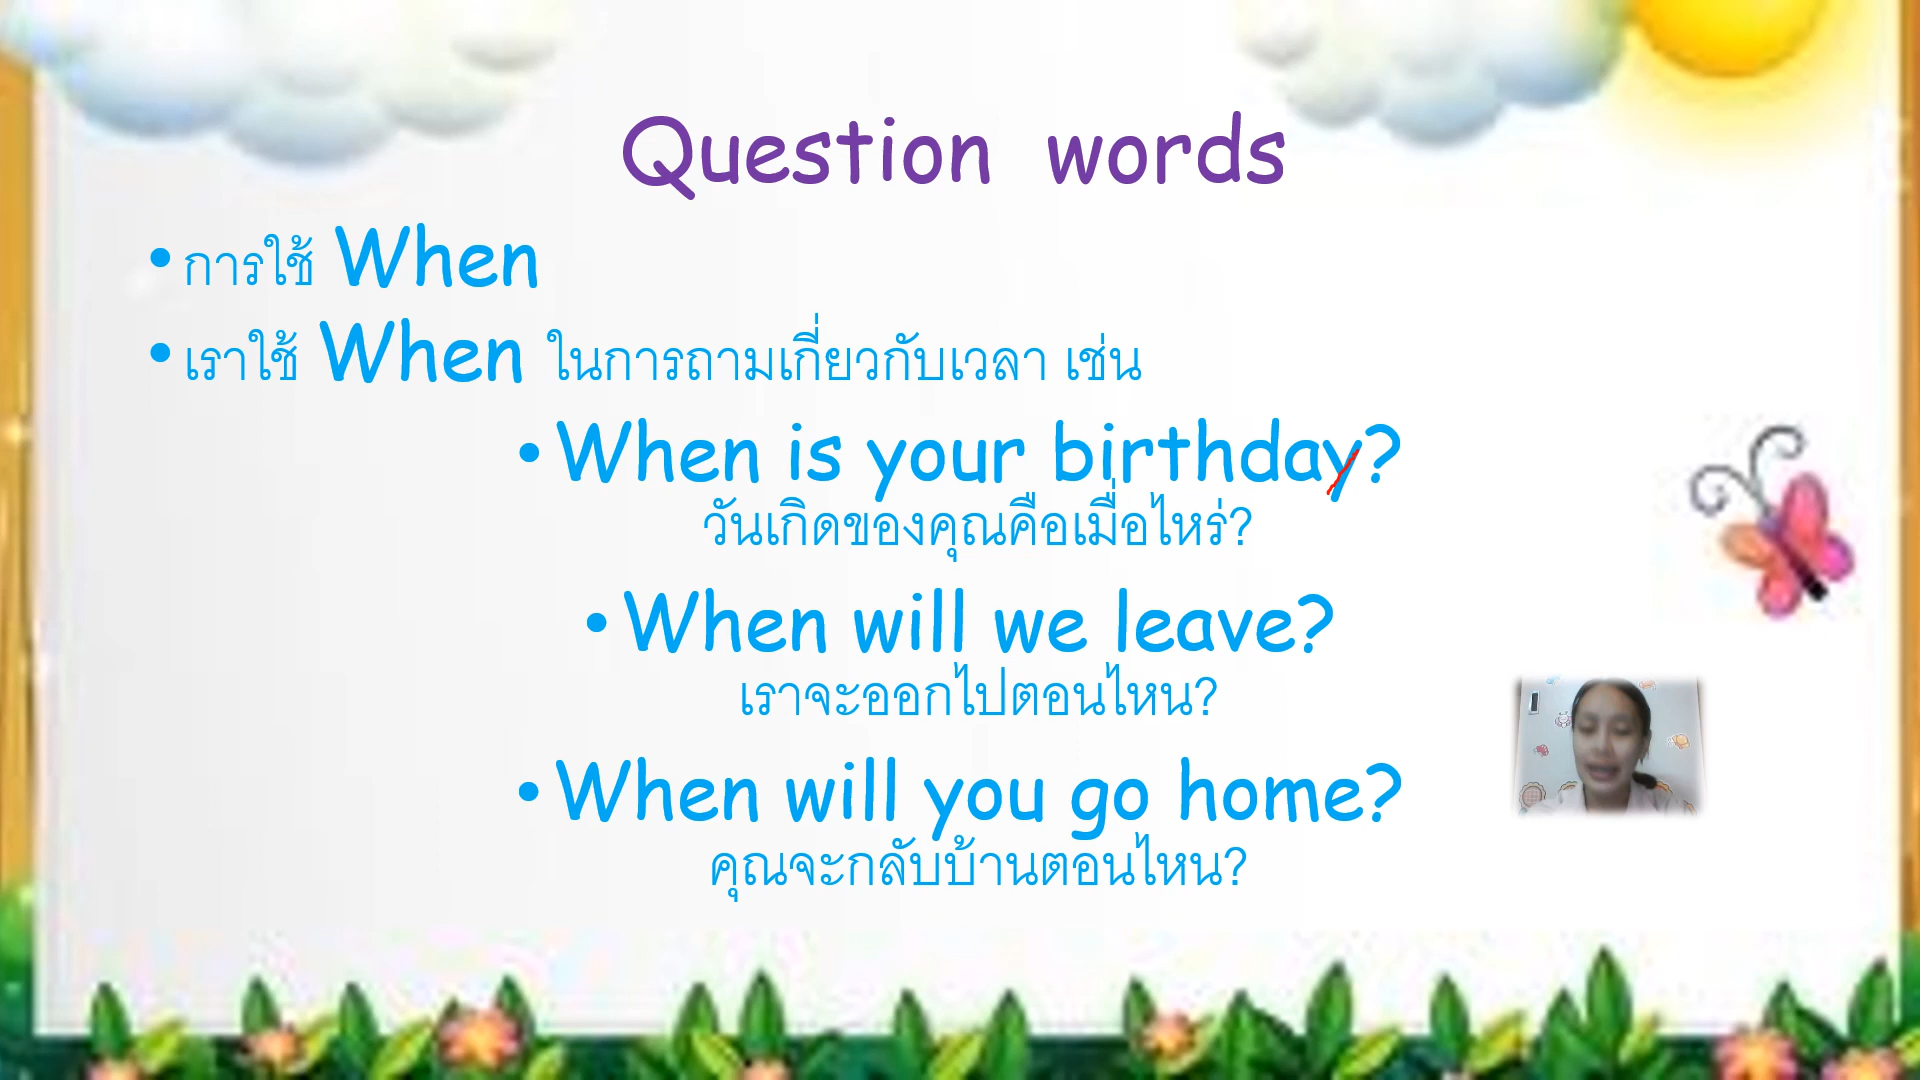 Question words
• การใช้ When
• เราใช้ When ในการถามเกี่ยวกับเวลา เช่น
• When is your birthday?
วันเกิดของคุณคือเมื่อไหร่?
• When will we leave?
เราจะออกไปตอนไหน?
• When will you go home?
คุณจะกลับบ้านตอนไหน?